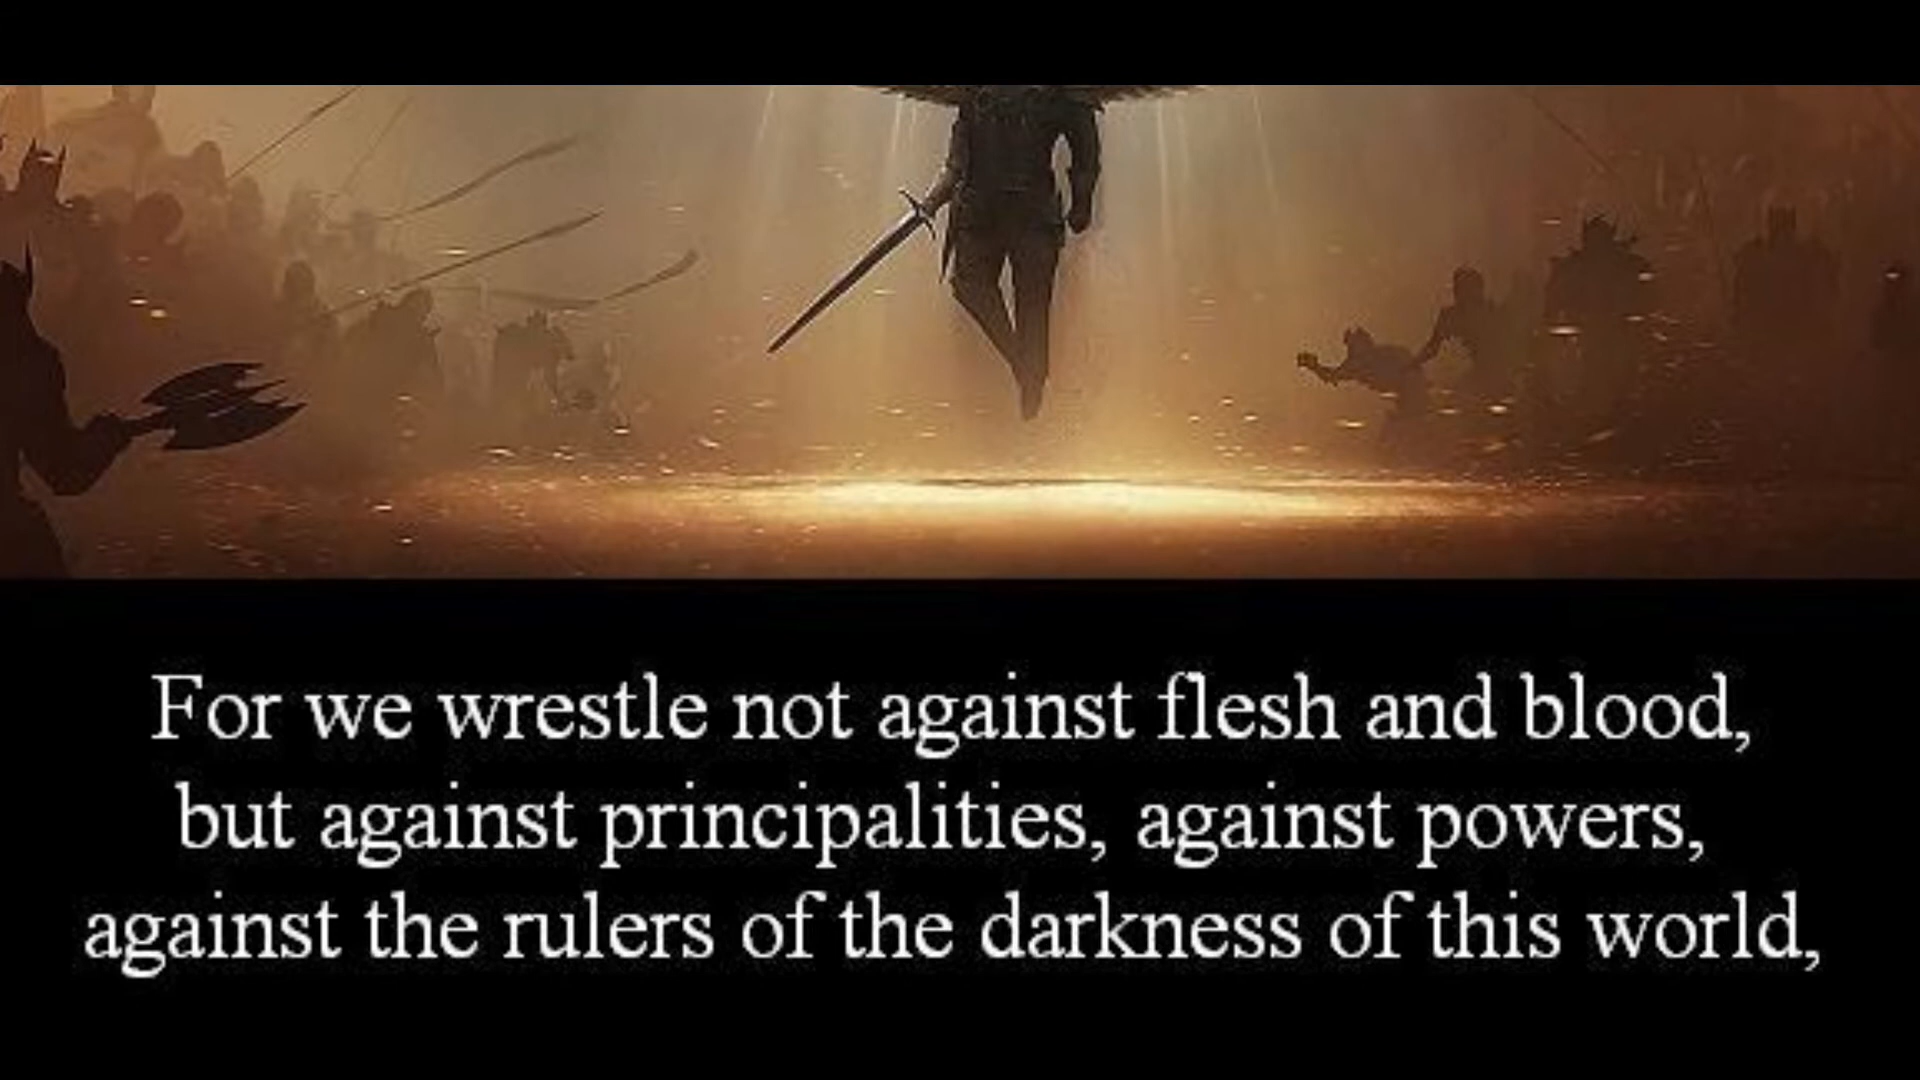 For we wrestle not against flesh and blood,
but against principalities, against powers,
against the rulers of the darkness of this world,